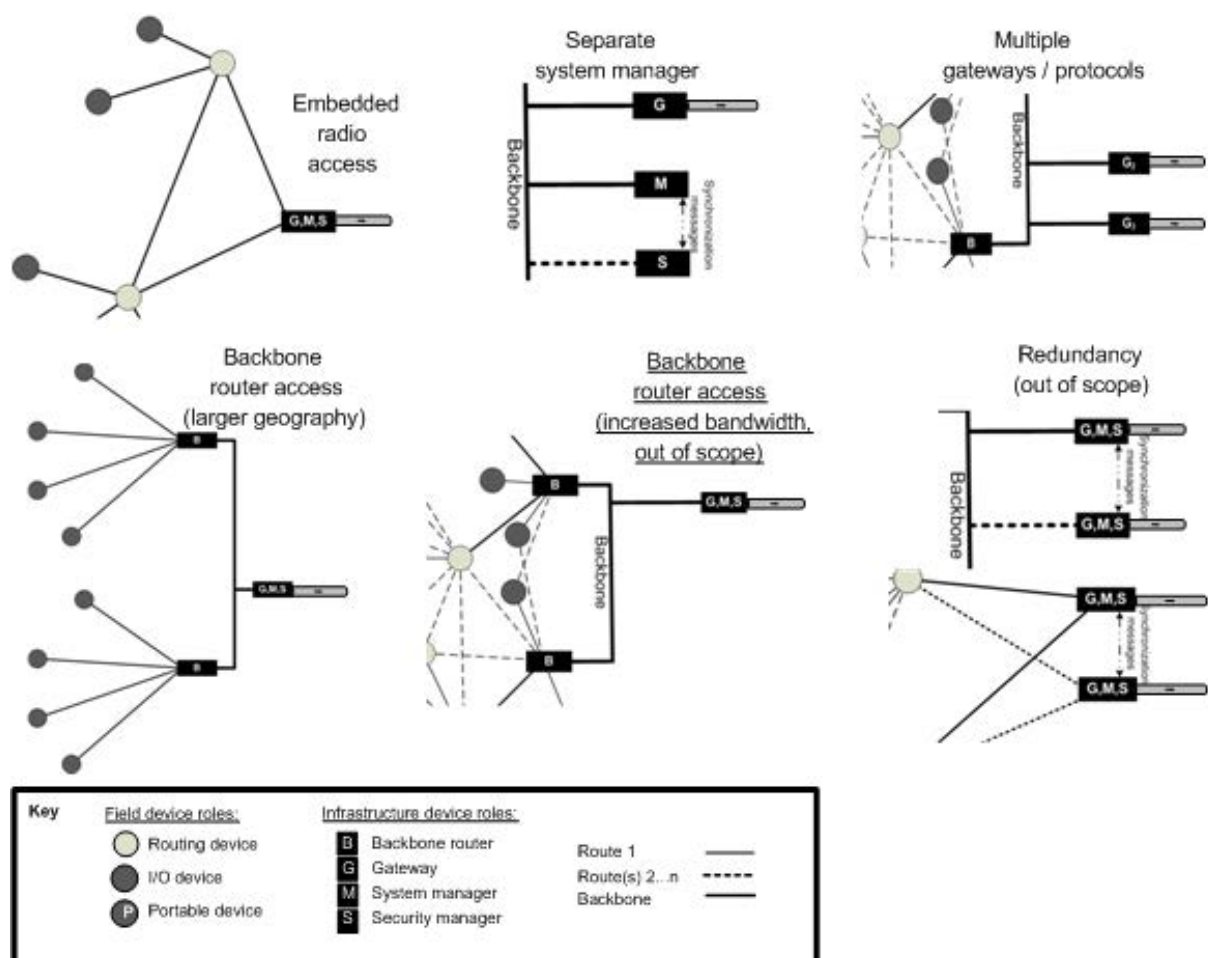 Embedded
radio
access
G,M,S
Separate
system manager
Backbone
G
M
S
Synchronization
messages
Multiple
gateways / protocols
Backbone
B
Backbone
router access
(larger geography)
B
G,M,S
B
Backbone
router access
(increased bandwidth,
out of scope)
B
Backbone
G,M,S
B
Redundancy
(out of scope)
Backbone
G,M,S
Synchronization
messages
G,M,S
G,M,S
Synchronization
messages
G,M,S
Key
Field device roles:
Routing device
I/O device
P Portable device
Infrastructure device roles:
B Backbone router
G Gateway
M System manager
S Security manager
Route 1
Route(s) 2...n
Backbone